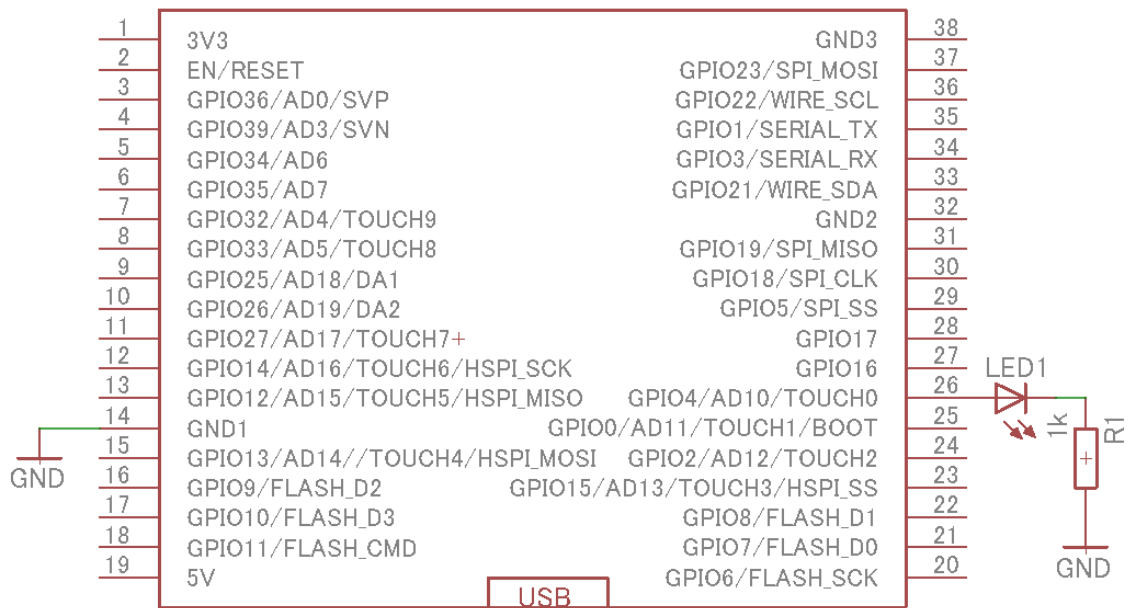 1 3V3 GND3 38
2 EN/RESET GPIO23/SPI_MOSI 37
3 GPIO36/AD0/SVP GPIO22/WIRE_SCL 36
4 GPIO39/AD3/SVN GPIO1/SERIAL_TX 35
5 GPIO34/AD6 GPIO3/SERIAL_RX 34
6 GPIO35/AD7 GPIO21/WIRE_SDA 33
7 GPIO32/AD4/TOUCH9 GND2 32
8 GPIO33/AD5/TOUCH8 GPIO19/SPI_MISO 31
9 GPIO25/AD18/DA1 GPIO18/SPI_CLK 30
10 GPIO26/AD19/DA2 GPIO5/SPI_SS 29
11 GPIO27/AD17/TOUCH7 GPIO17 28
12 GPIO14/AD16/TOUCH6/HSPI_SCK GPIO16 27 LED1
13 GPIO12/AD15/TOUCH5/HSPI_MISO GPIO4/AD10/TOUCH0 26
14 GND1 GPIO0/AD11/TOUCH1/BOOT 25 1k R1
15 GPIO13/AD14//TOUCH4/HSPI_MOSI GPIO2/AD12/TOUCH2 24
GND
16 GPIO9/FLASH_D2 GPIO15/AD13/TOUCH3/HSPI_SS 23
17 GPIO10/FLASH_D3 GPIO8/FLASH_D1 22
18 GPIO11/FLASH_CMD GPIO7/FLASH_D0 21
19 5V GPIO6/FLASH_SCK 20 GND
USB